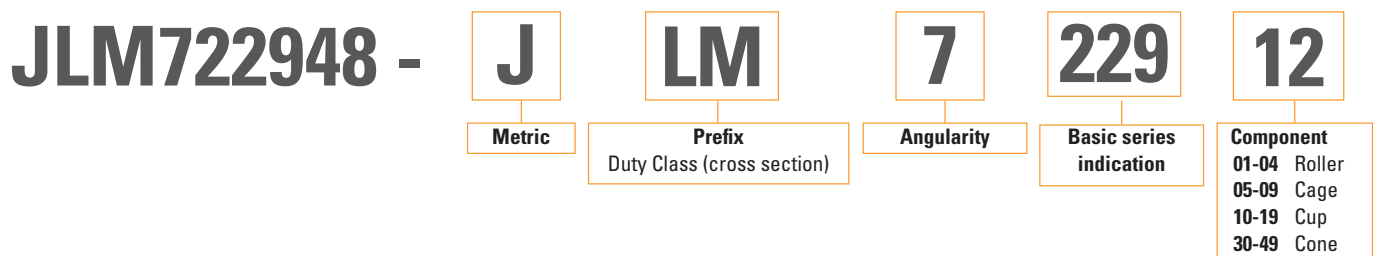 JLM722948 - J LM 7 229 12
Metric
Prefix
Duty Class (cross section)
Angularity
Basic series
indication
Component
01-04 Roller
05-09 Cage
10-19 Cup
30-49 Cone